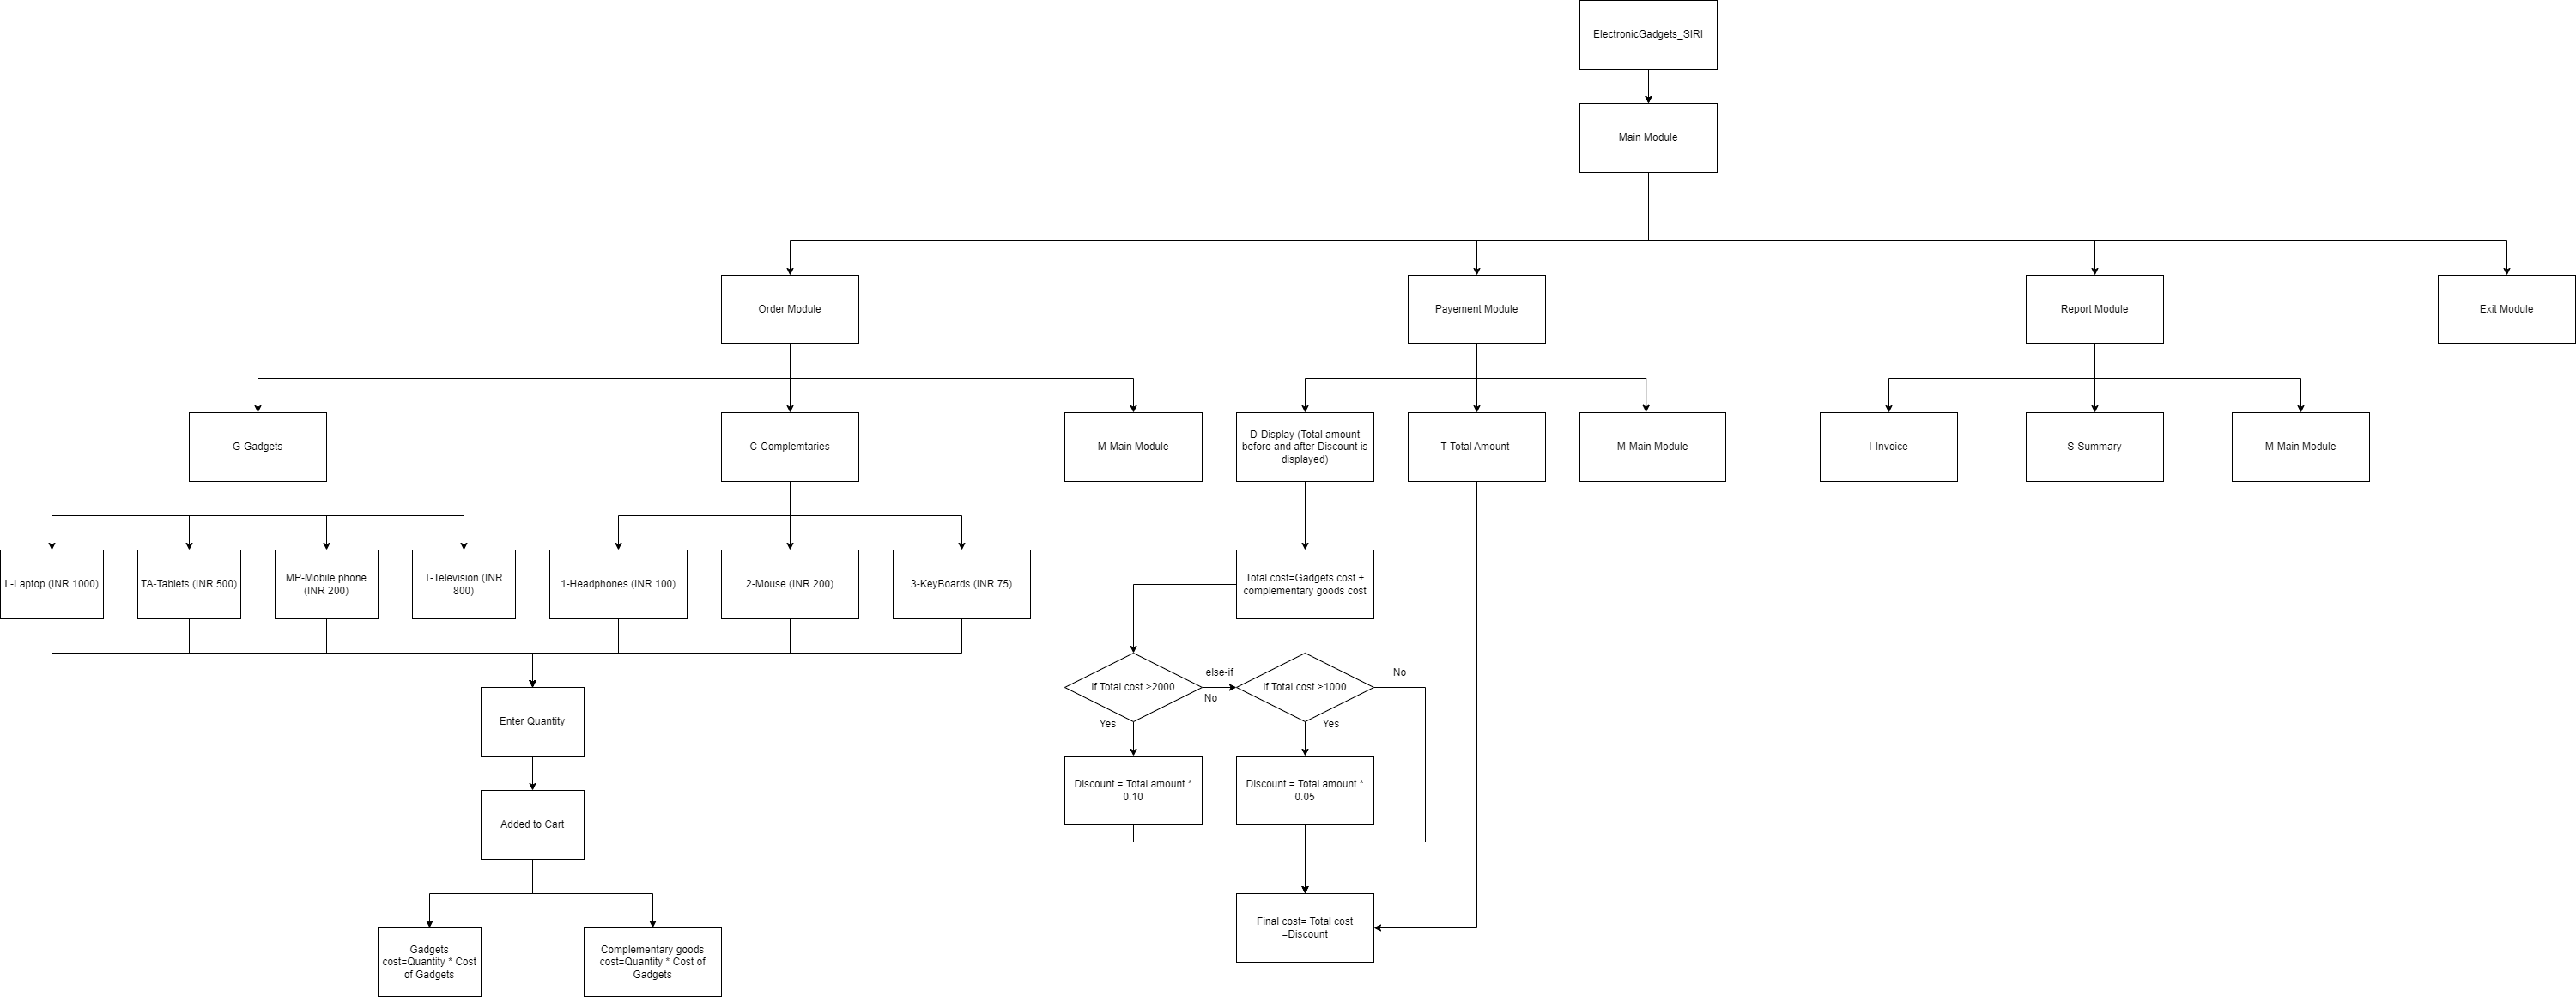 ElectronicGadgets_SIRI
Main Module
Order Module
Payement Module
Report Module
Exit Module
G-Gadgets
C-Complemtaries
M-Main Module
D-Display (Total amount
before and after Discount is
displayed)
T-Total Amount
M-Main Module
I-Invoice
S-Summary
M-Main Module
L-Laptop (INR 1000)
TA-Tablets (INR 500)
MP-Mobile phone
(INR 200)
T-Television (INR
800)
1-Headphones (INR 100)
2-Mouse (INR 200)
3-KeyBoards (INR 75)
Total cost=Gadgets cost +
complementary goods cost
if Total cost >2000
else-if
No
if Total cost >1000
No
Yes
Yes
Enter Quantity
Discount = Total amount *
0.10
Discount = Total amount *
0.05
Added to Cart
Final cost= Total cost
=Discount
Gadgets
cost=Quantity * Cost
of Gadgets
Complementary goods
cost=Quantity * Cost of
Gadgets